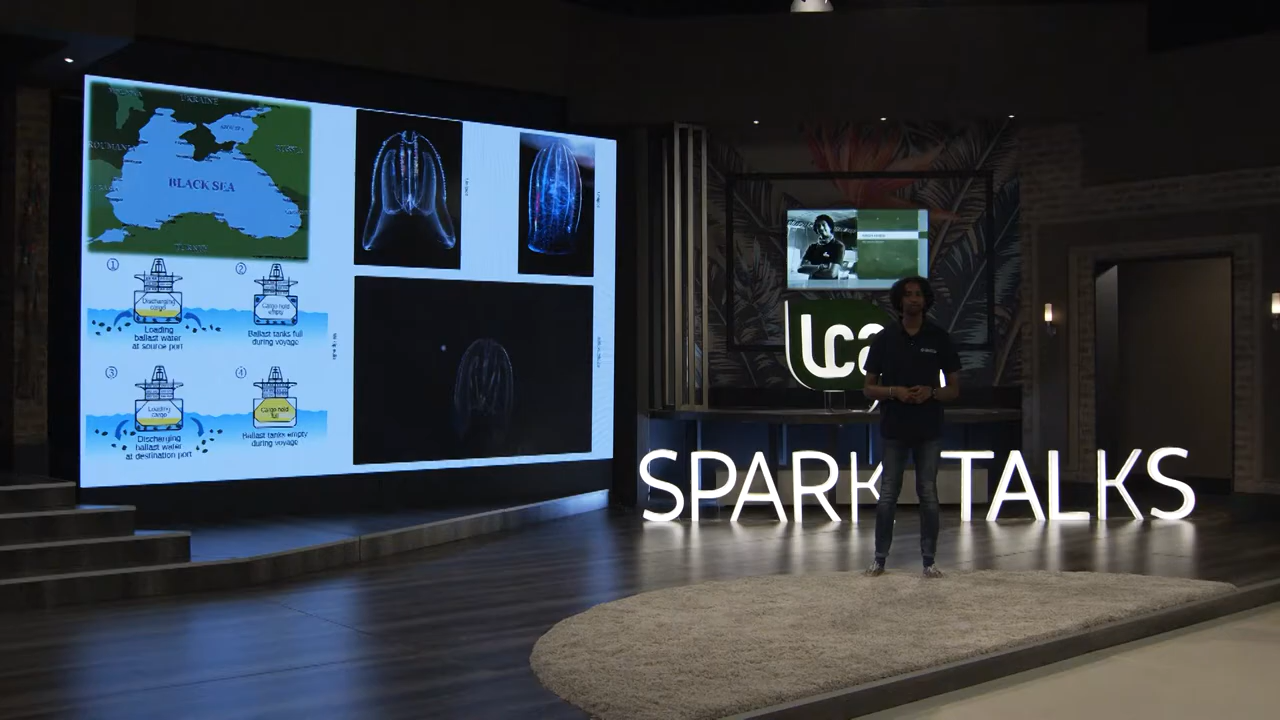 UKRAINE
RUSSIA
BLACK SEA
TURKEY
①
Discharging
cargo
Loading
ballast water
at source port
②
Cargo hold
empty
Ballast tanks full
during voyage
③
Loading
cargo
Discharging
ballast water
at destination port
④
Cargo hold
full
Ballast tanks empty
during voyage
SPARK TALKS